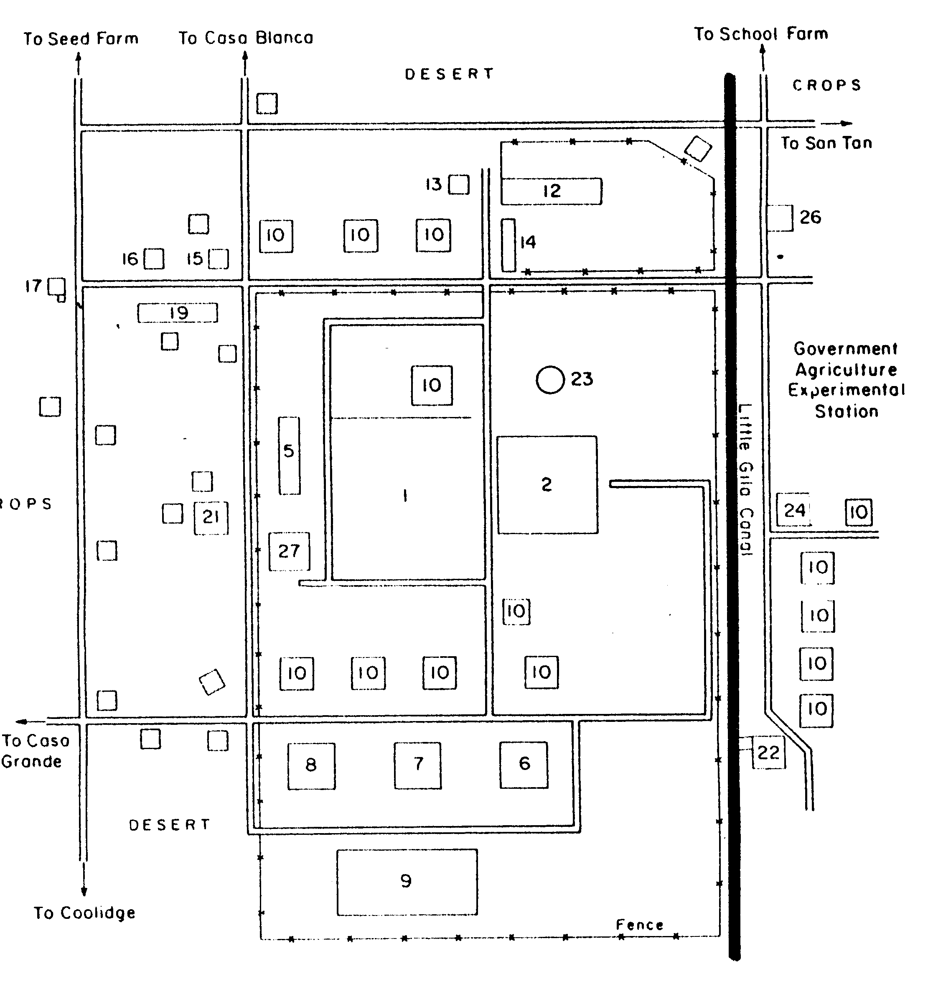 To Seed Farm
To Casa Blanca
To School Farm
DESERT
CROPS
To San Tan
13
12
26
10
10
10
14
16
15
17
19
Government
Agriculture
Experimental
Station
23
10
5
Little Gila Canal
2
1
ROPS
21
24
10
27
10
10
10
10
10
10
10
10
10
To Casa
Grande
22
8
7
6
DESERT
9
To Coolidge
Fence